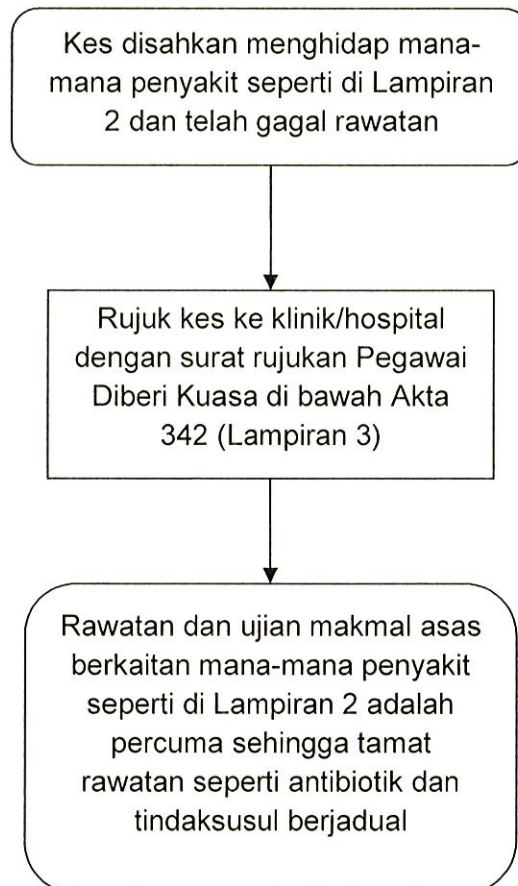 Kes disahkan menghidap mana-
mana penyakit seperti di Lampiran
2 dan telah gagal rawatan
Rujuk kes ke klinik/hospital
dengan surat rujukan Pegawai
Diberi Kuasa di bawah Akta
342 (Lampiran 3)
Rawatan dan ujian makmal asas
berkaitan mana-mana penyakit
seperti di Lampiran 2 adalah
percuma sehingga tamat
rawatan seperti antibiotik dan
tindaksusul berjadual